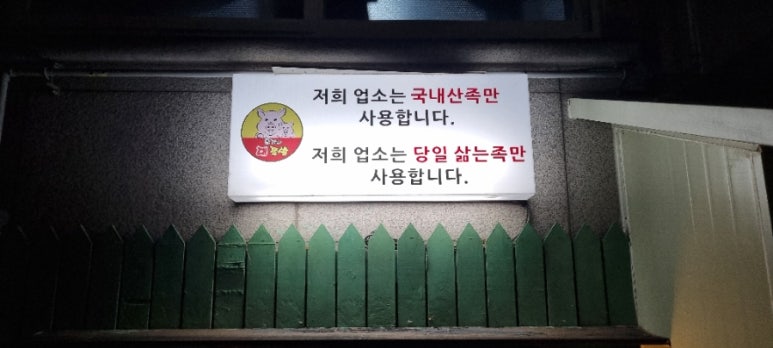 저희 업소는 국내산족만
사용합니다.
저희 업소는 당일 삶는족만
사용합니다.